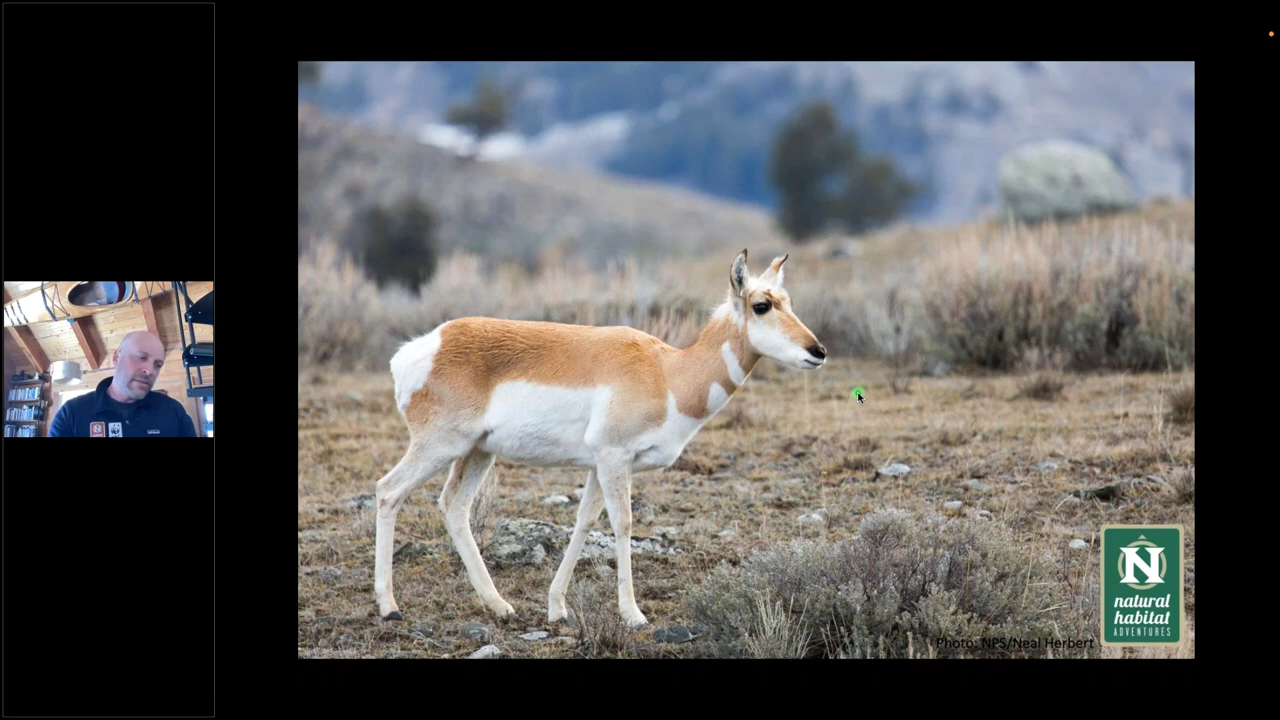 Photo: NPS/Neal Herbert
N
natural
habitat
ADVENTURES